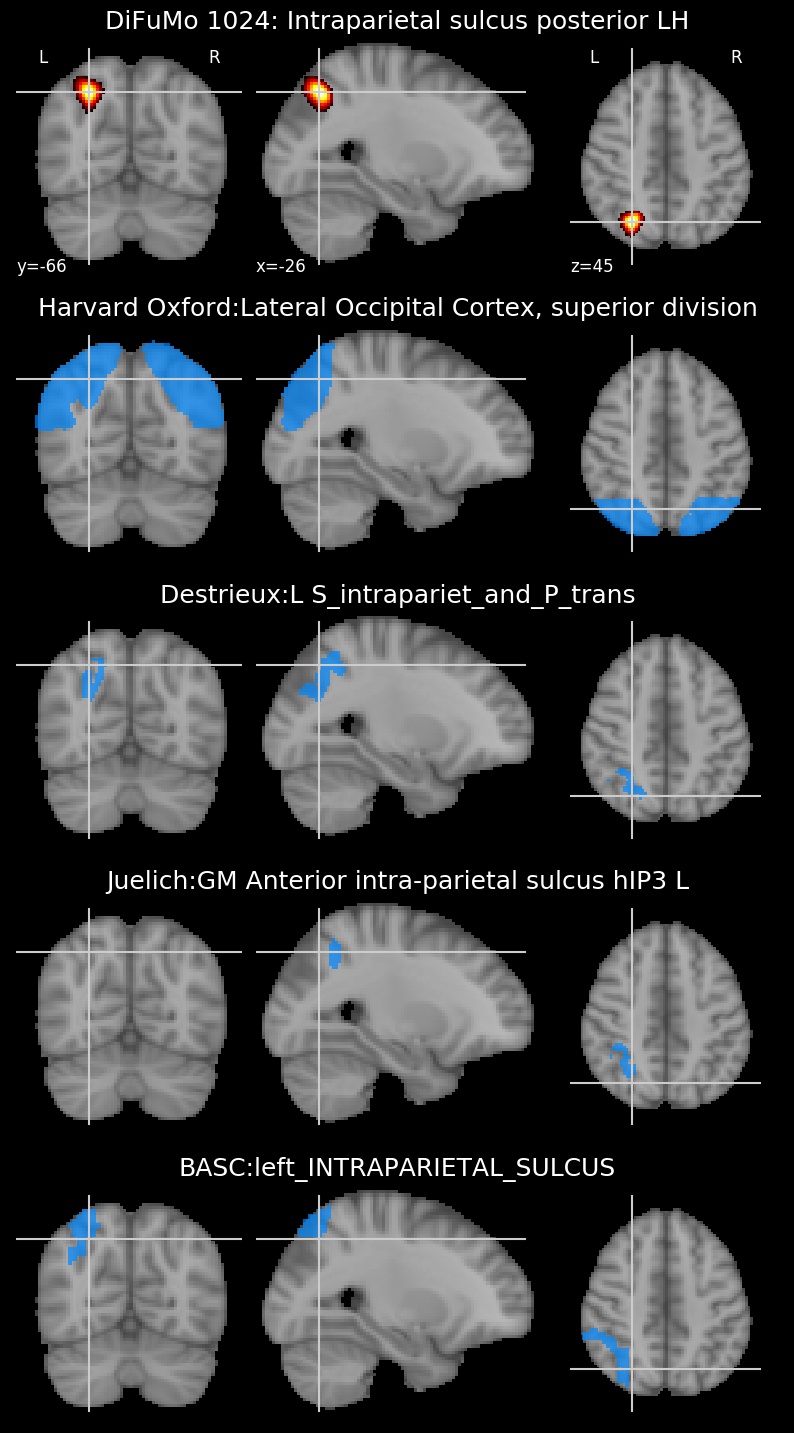 DiFuMo 1024: Intraparietal sulcus posterior LH
L R L R
y=-66 x=-26 z=45
Harvard Oxford:Lateral Occipital Cortex, superior division
Destrieux:L S_intrapariet_and_P_trans
Juelich:GM Anterior intra-parietal sulcus hIP3 L
BASC:left_INTRAPARIETAL_SULCUS